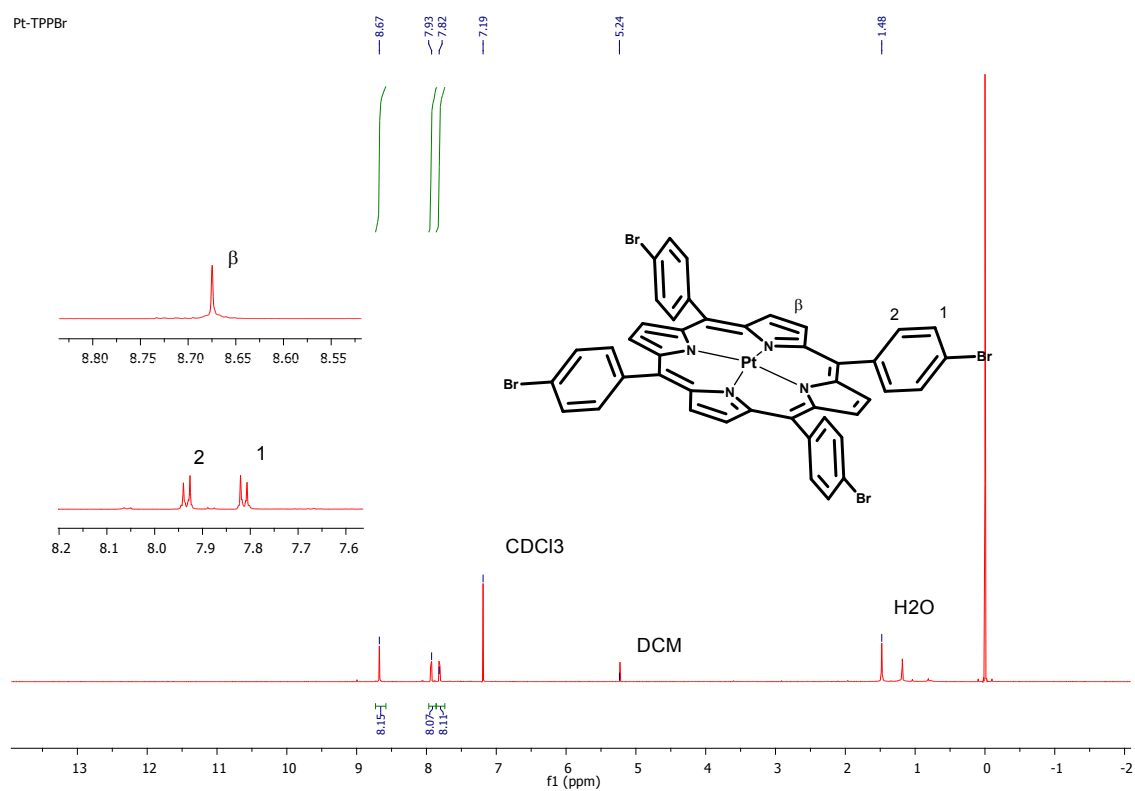 Pt-TPPBr
8.67
7.93
7.82
7.19
5.24
1.48
β
8.80 8.75 8.70 8.65 8.60 8.55
2 1
8.2 8.1 8.0 7.9 7.8 7.7 7.6
Br
β
2 1
N N Pt N N
Br
Br
Br
CDCl3
DCM
H2O
8.15
8.07
8.11
13 12 11 10 9 8 7 6 5 4 3 2 1 0 -1 -2
f1 (ppm)